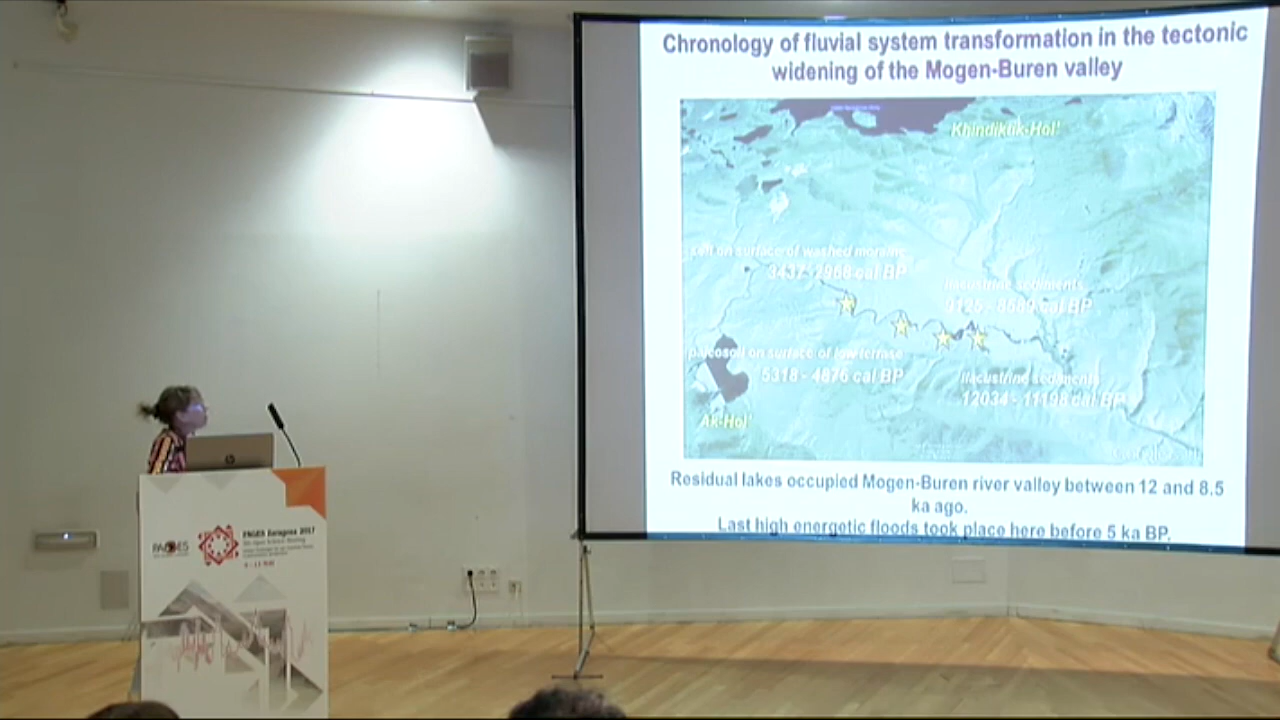 Chronology of fluvial system transformation in the tectonic
widening of the Mogen-Buren valley
Khindiktik-Hol'
soil on surface of washed moraine
3437- 2968 cal BP
lacustrine sediments
9125 - 8589 cal BP
paleosoil on surface of low terrase
5318 - 4876 cal BP
lacustrine sediments
12034 - 11198 cal BP
Ak-Hol'
Residual lakes occupied Mogen-Buren river valley between 12 and 8.5
ka ago.
Last high energetic floods took place here before 5 ka BP.
hp
PAGES
PAGES Zaragoza 2017